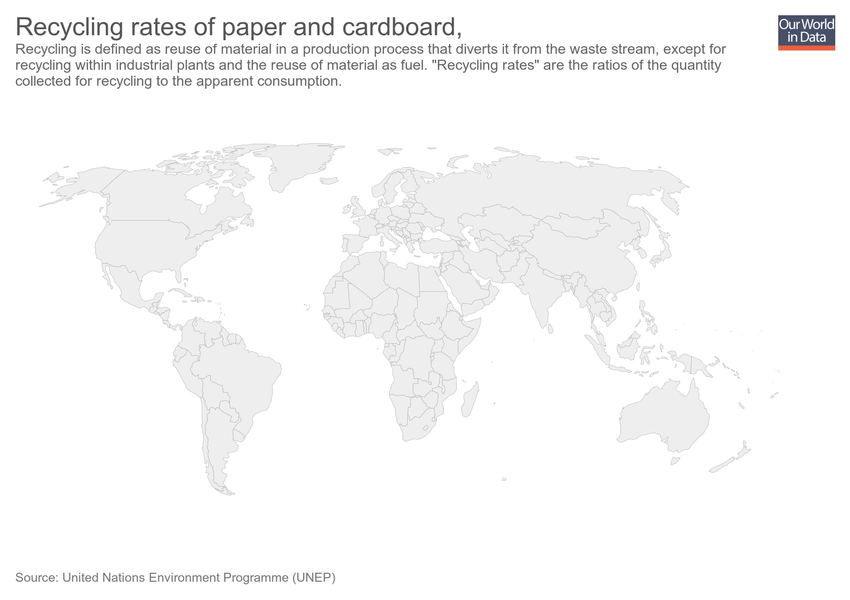 Recycling rates of paper and cardboard,
Our World
in Data
Recycling is defined as reuse of material in a production process that diverts it from the waste stream, except for
recycling within industrial plants and the reuse of material as fuel. "Recycling rates" are the ratios of the quantity
collected for recycling to the apparent consumption.
Source: United Nations Environment Programme (UNEP)